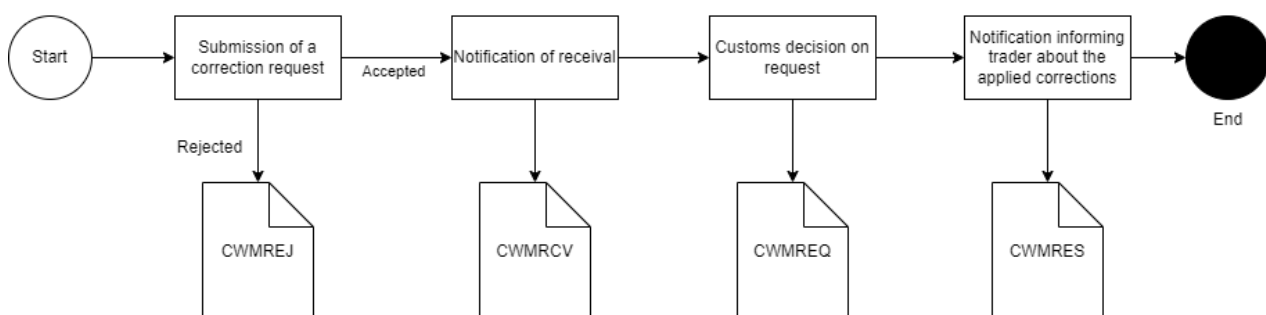 Start
Submission of a
correction request
Accepted
Notification of receival
Customs decision on
request
Notification informing
trader about the
applied corrections
End
Rejected
CWMREJ
CWMRCV
CWMREQ
CWMRES